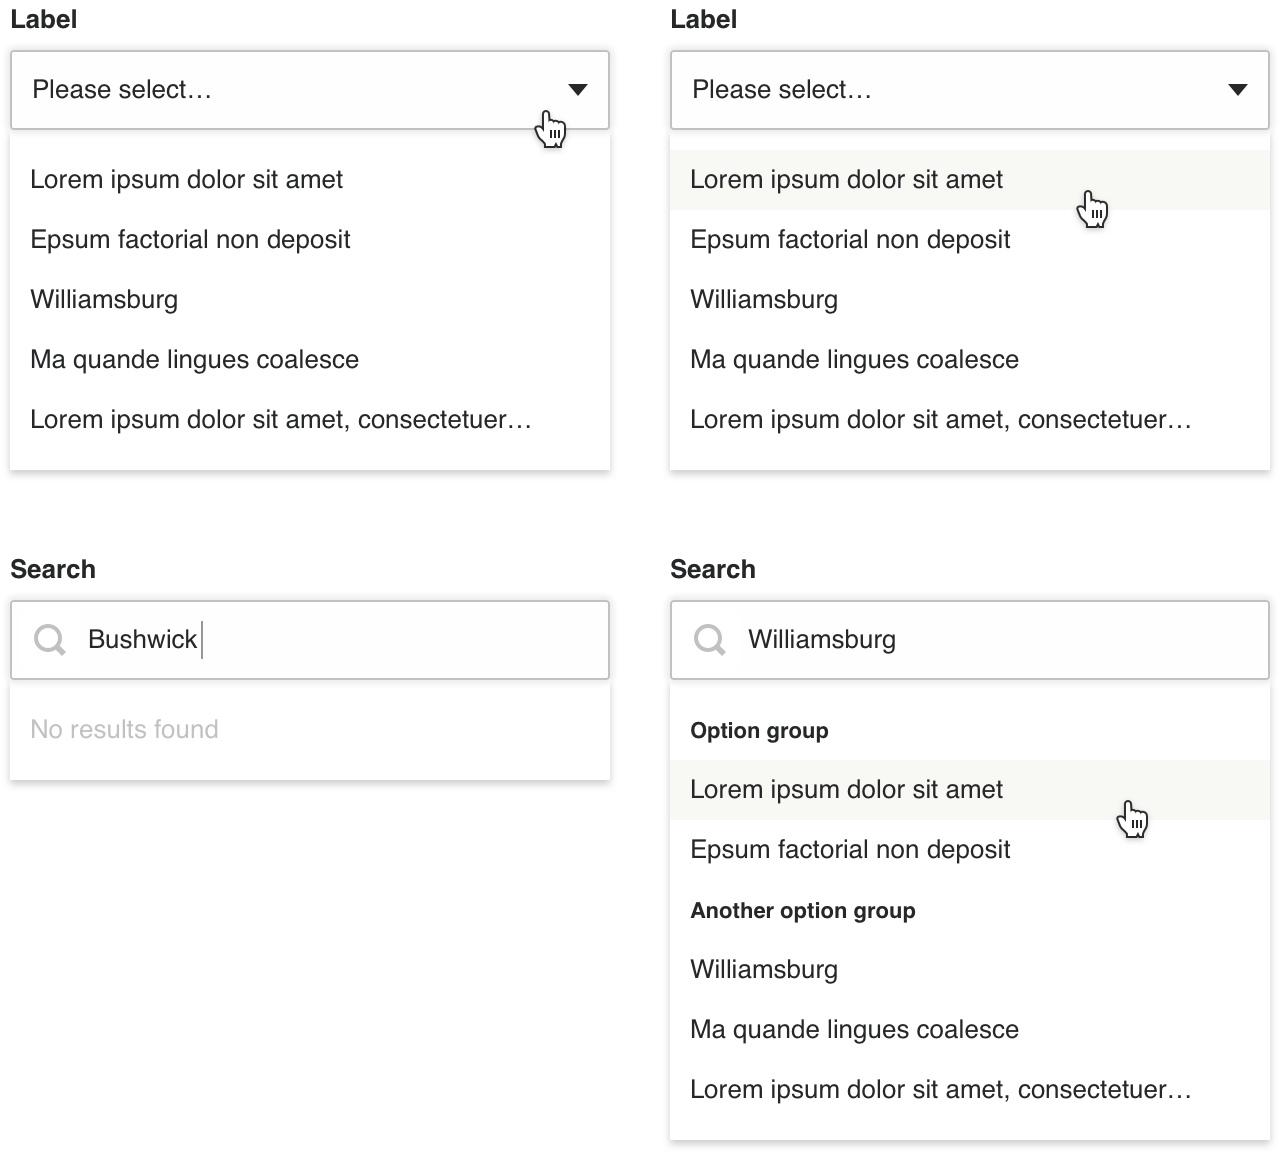 Label
Please select…
Lorem ipsum dolor sit amet
Epsum factorial non deposit
Williamsburg
Ma quande lingues coalesce
Lorem ipsum dolor sit amet, consectetuer…
Label
Please select…
Lorem ipsum dolor sit amet
Epsum factorial non deposit
Williamsburg
Ma quande lingues coalesce
Lorem ipsum dolor sit amet, consectetuer…
Search
Bushwick
No results found
Search
Williamsburg
Option group
Lorem ipsum dolor sit amet
Epsum factorial non deposit
Another option group
Williamsburg
Ma quande lingues coalesce
Lorem ipsum dolor sit amet, consectetuer…